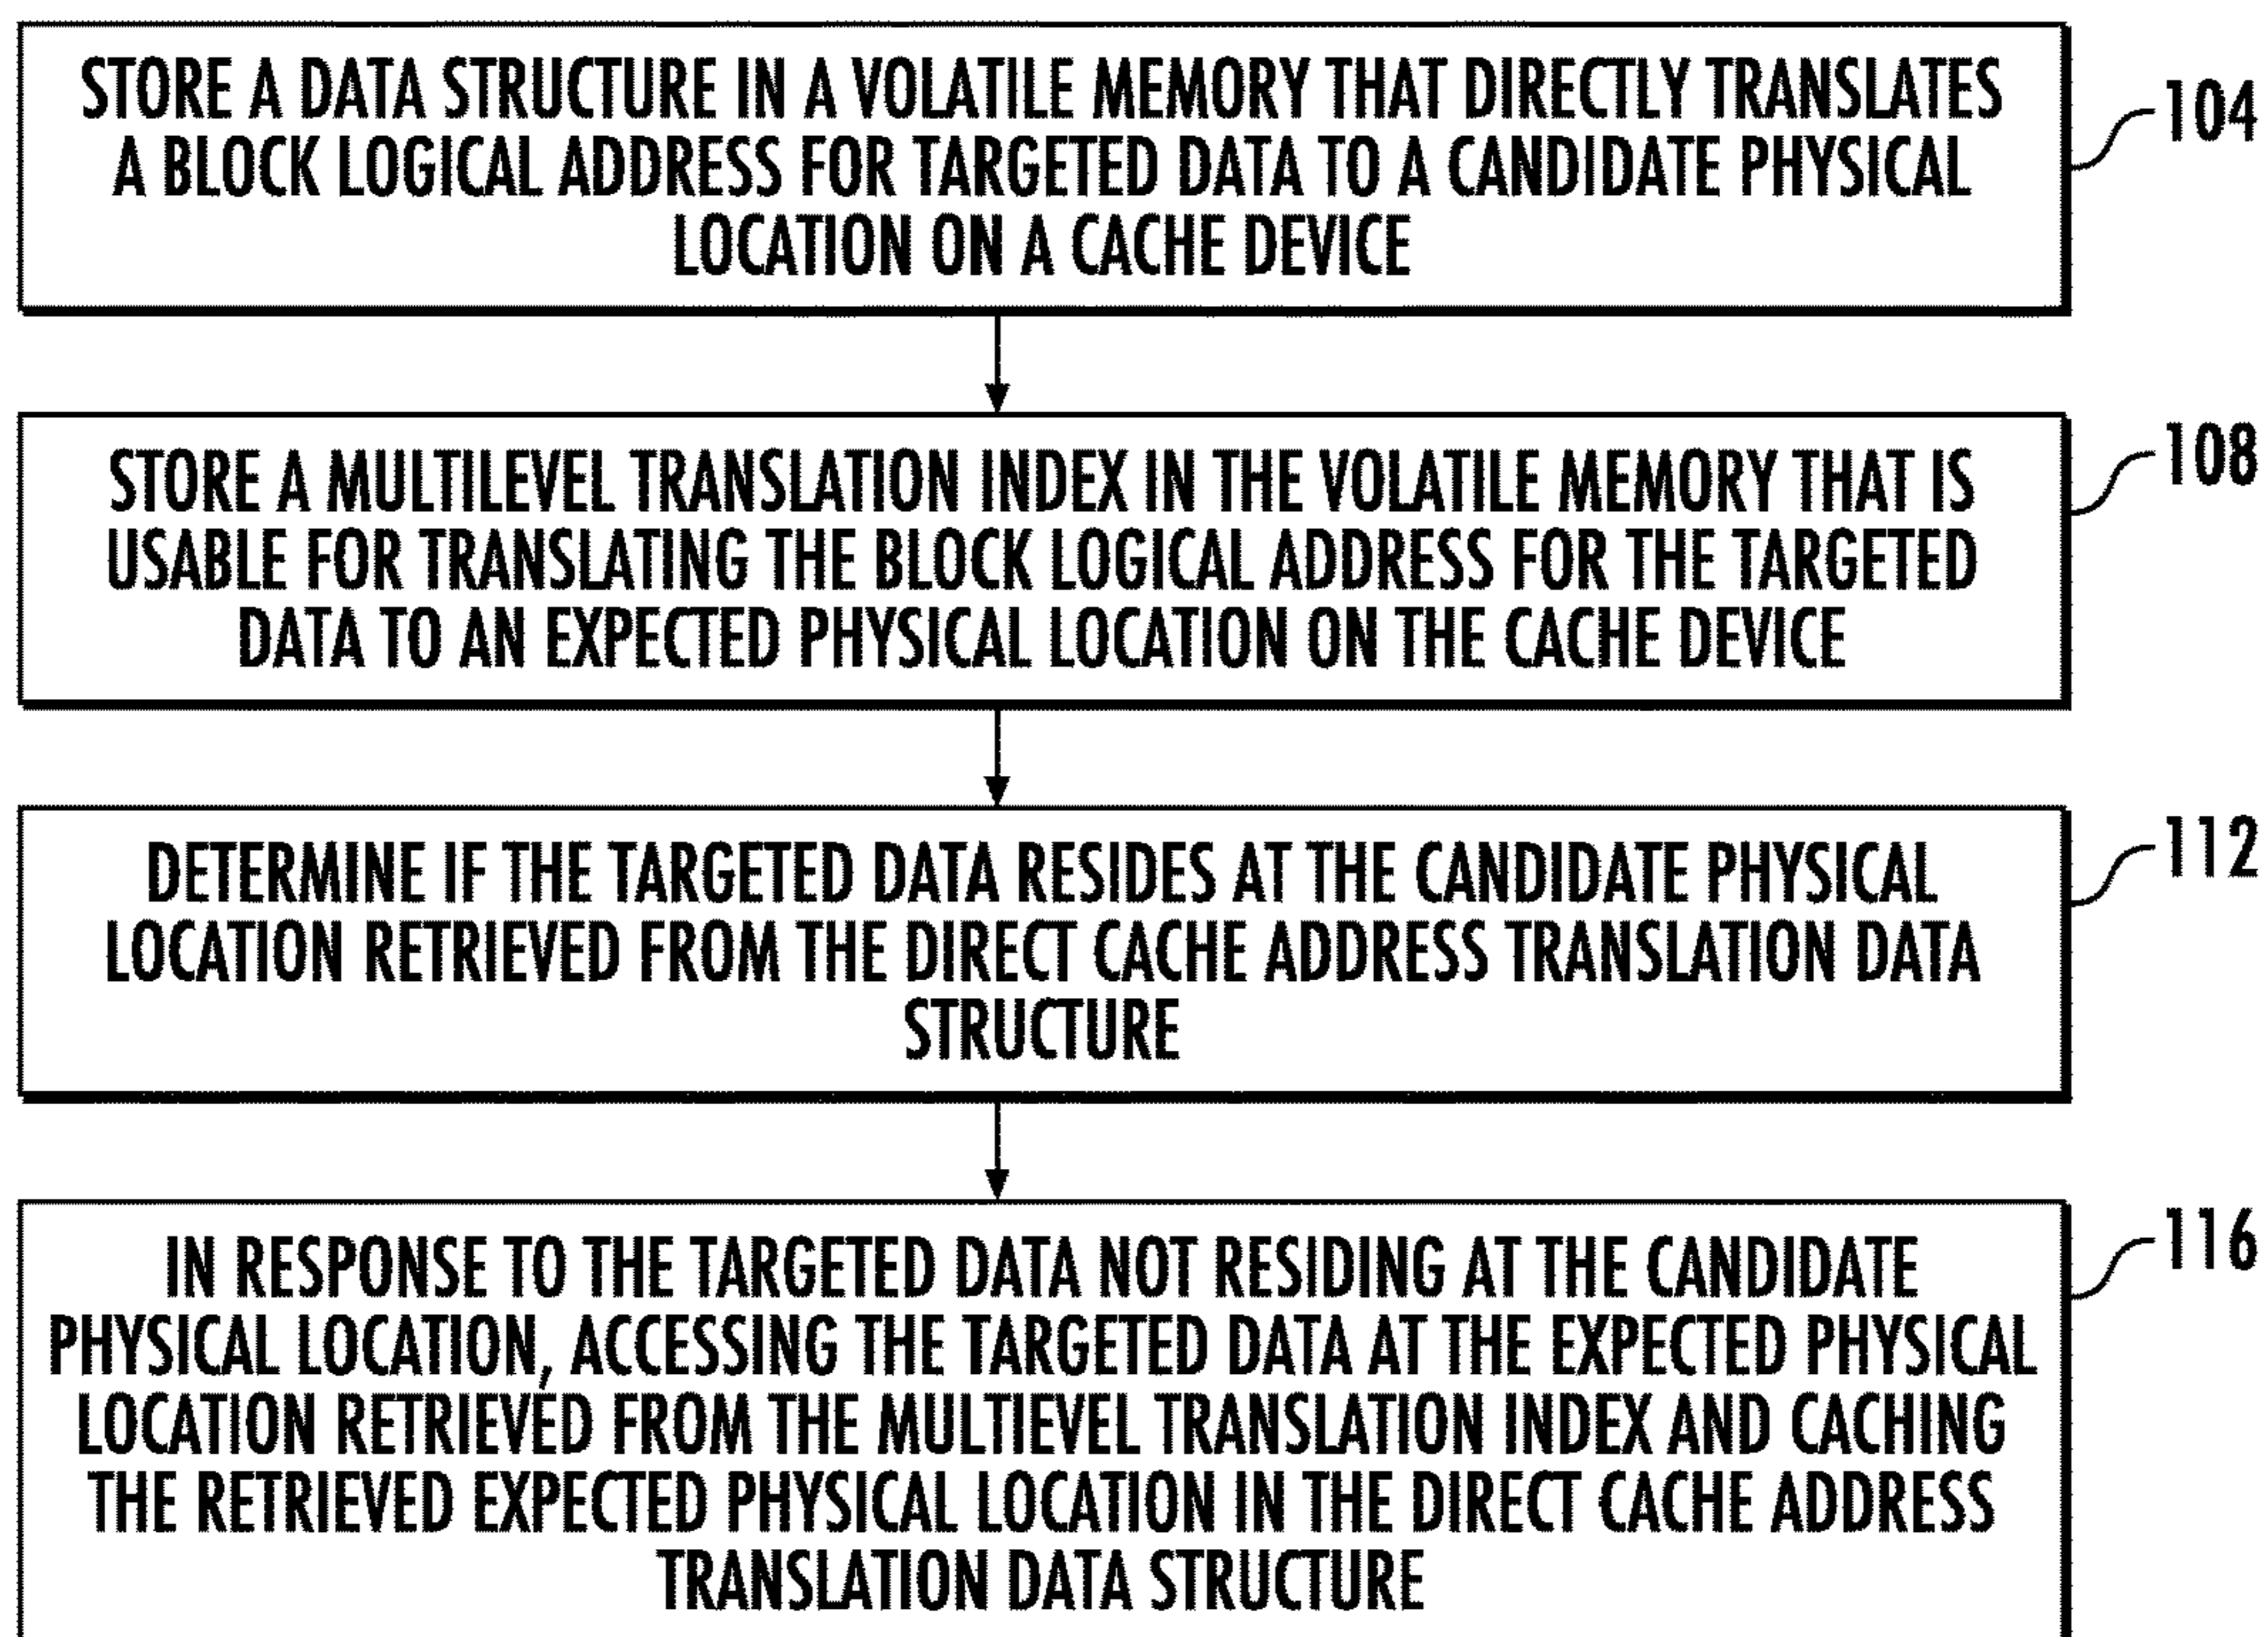 STORE A DATA STRUCTURE IN A VOLATILE MEMORY THAT DIRECTLY TRANSLATES
A BLOCK LOGICAL ADDRESS FOR TARGETED DATA TO A CANDIDATE PHYSICAL
LOCATION ON A CACHE DEVICE
104
STORE A MULTILEVEL TRANSLATION INDEX IN THE VOLATILE MEMORY THAT IS
USABLE FOR TRANSLATING THE BLOCK LOGICAL ADDRESS FOR THE TARGETED
DATA TO AN EXPECTED PHYSICAL LOCATION ON THE CACHE DEVICE
108
DETERMINE IF THE TARGETED DATA RESIDES AT THE CANDIDATE PHYSICAL
LOCATION RETRIEVED FROM THE DIRECT CACHE ADDRESS TRANSLATION DATA
STRUCTURE
112
IN RESPONSE TO THE TARGETED DATA NOT RESIDING AT THE CANDIDATE
PHYSICAL LOCATION, ACCESSING THE TARGETED DATA AT THE EXPECTED PHYSICAL
LOCATION RETRIEVED FROM THE MULTIEVEL TRANSLATION INDEX AND CACHING
THE RETRIEVED EXPECTED PHYSICAL LOCATION IN THE DIRECT CACHE ADDRESS
TRANSLATION DATA STRUCTURE
116